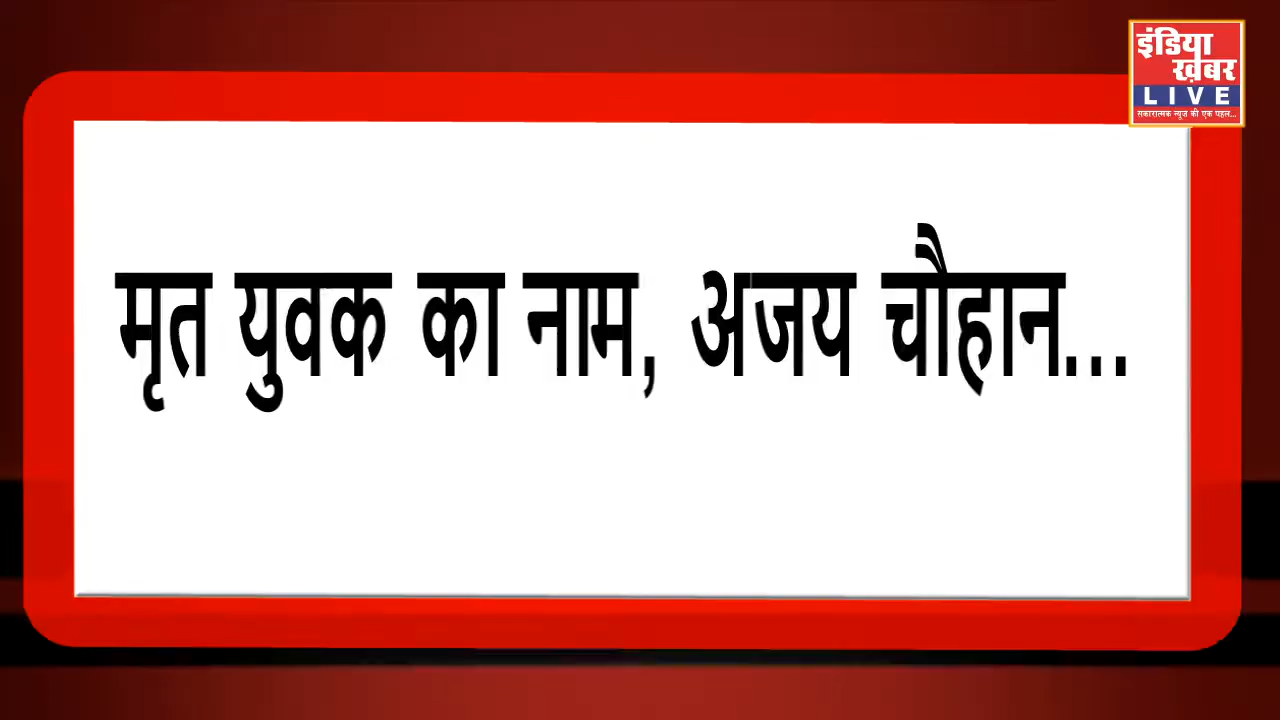 इंडिया
ख़बर
LIVE
सकारात्मक न्यूज की एक पहल...
मृत युवक का नाम, अजय चौहान...